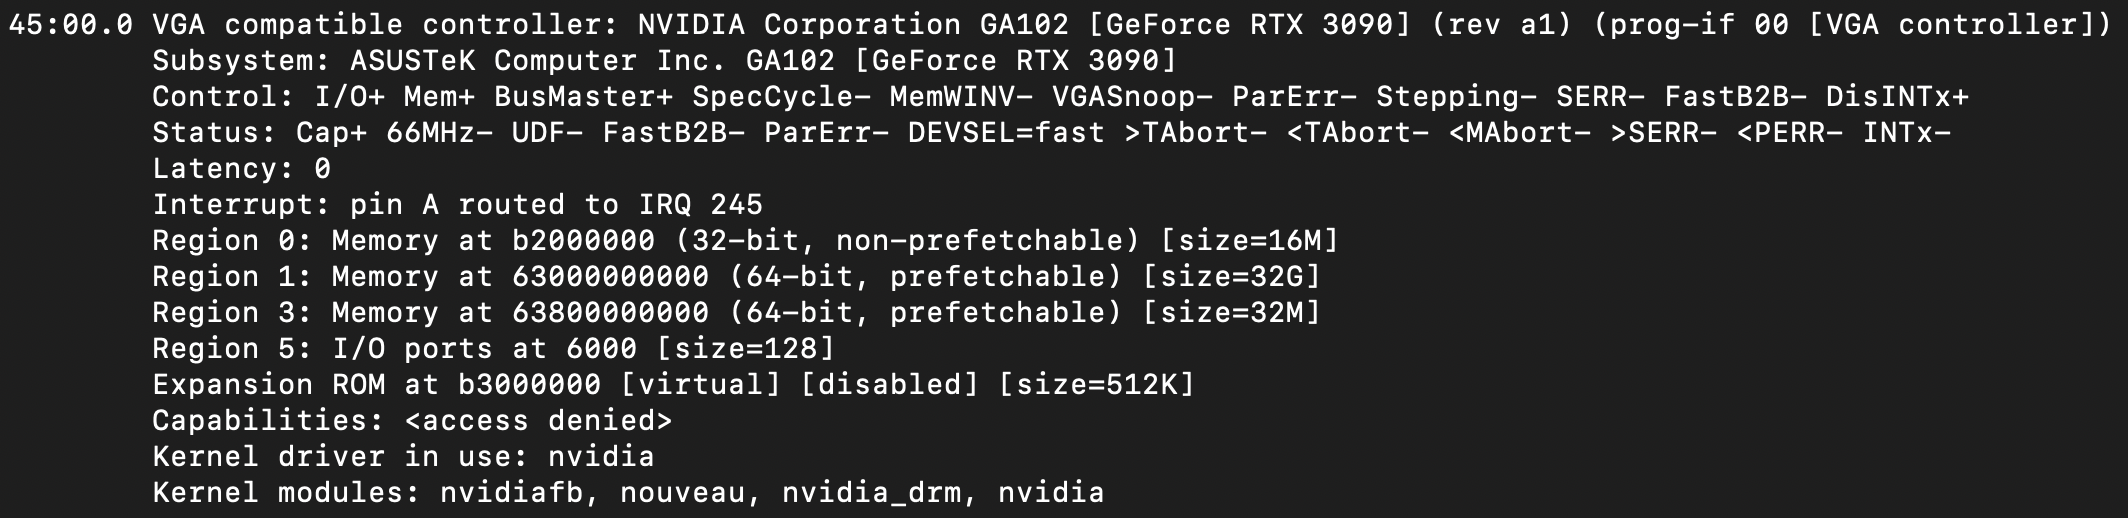 45:00.0 VGA compatible controller: NVIDIA Corporation GA102 [GeForce RTX 3090] (rev a1) (prog-if 00 [VGA controller])
Subsystem: ASUSTeK Computer Inc. GA102 [GeForce RTX 3090]
Control: I/O+ Mem+ BusMaster+ SpecCycle- MemWINV- VGASnoop- ParErr- Stepping- SERR- FastB2B- DisINTx+
Status: Cap+ 66MHz- UDF- FastB2B- ParErr- DEVSEL=fast >TAbort- <TAbort- <MAbort- >SERR- <PERR- INTx-
Latency: 0
Interrupt: pin A routed to IRQ 245
Region 0: Memory at b2000000 (32-bit, non-prefetchable) [size=16M]
Region 1: Memory at 63000000000 (64-bit, prefetchable) [size=32G]
Region 3: Memory at 63800000000 (64-bit, prefetchable) [size=32M]
Region 5: I/O ports at 6000 [size=128]
Expansion ROM at b3000000 [virtual] [disabled] [size=512K]
Capabilities: <access denied>
Kernel driver in use: nvidia
Kernel modules: nvidiafb, nouveau, nvidia_drm, nvidia